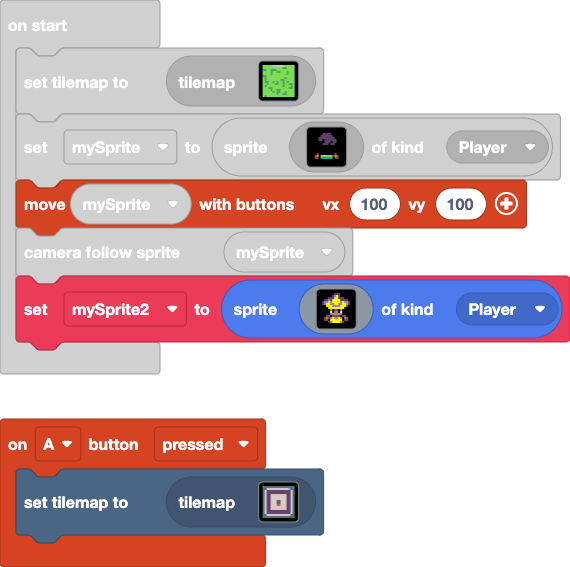 on start
set tilemap to tilemap
set mySprite to sprite of kind Player
move mySprite with buttons vx 100 vy 100
camera follow sprite mySprite
set mySprite2 to sprite of kind Player
on A button pressed
set tilemap to tilemap